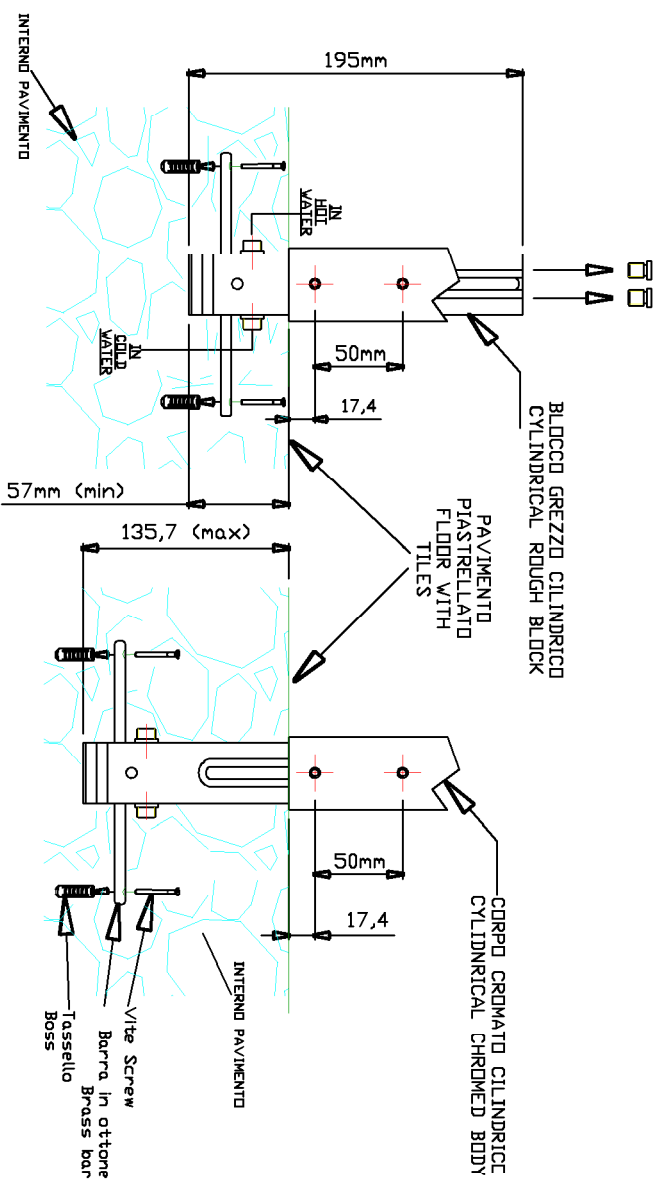 INTERNO PAVIMENTO
195mm
IN
HOT
WATER
IN
COLD
WATER
50mm
17,4
57mm (min)
BLOCCO GREZZO CILINDRICO
CYLINDRICAL ROUGH BLOCK
PAVIMENTO
PIASTRELLATO
FLOOR WITH
TILES
135,7 (max)
50mm
17,4
CORPO CROMATO CILINDRICO
CYLIDNRICAL CHROMED BODY
INTERNO PAVIMENTO
Vite Screw
Barra in ottone
Brass bar
Tassello
Boss